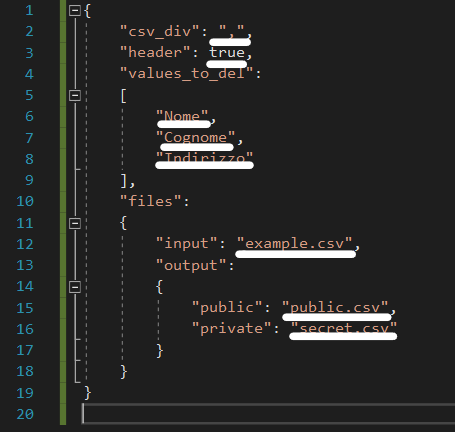 1 {
2 "csv_div": ",",
3 "header": true,
4 "values_to_del":
5 [
6 "Nome",
7 "Cognome",
8 "Indirizzo"
9 ],
10 "files":
11 {
12 "input": "example.csv",
13 "output":
14 {
15 "public": "public.csv",
16 "private": "secret.csv"
17 }
18 }
19 }
20